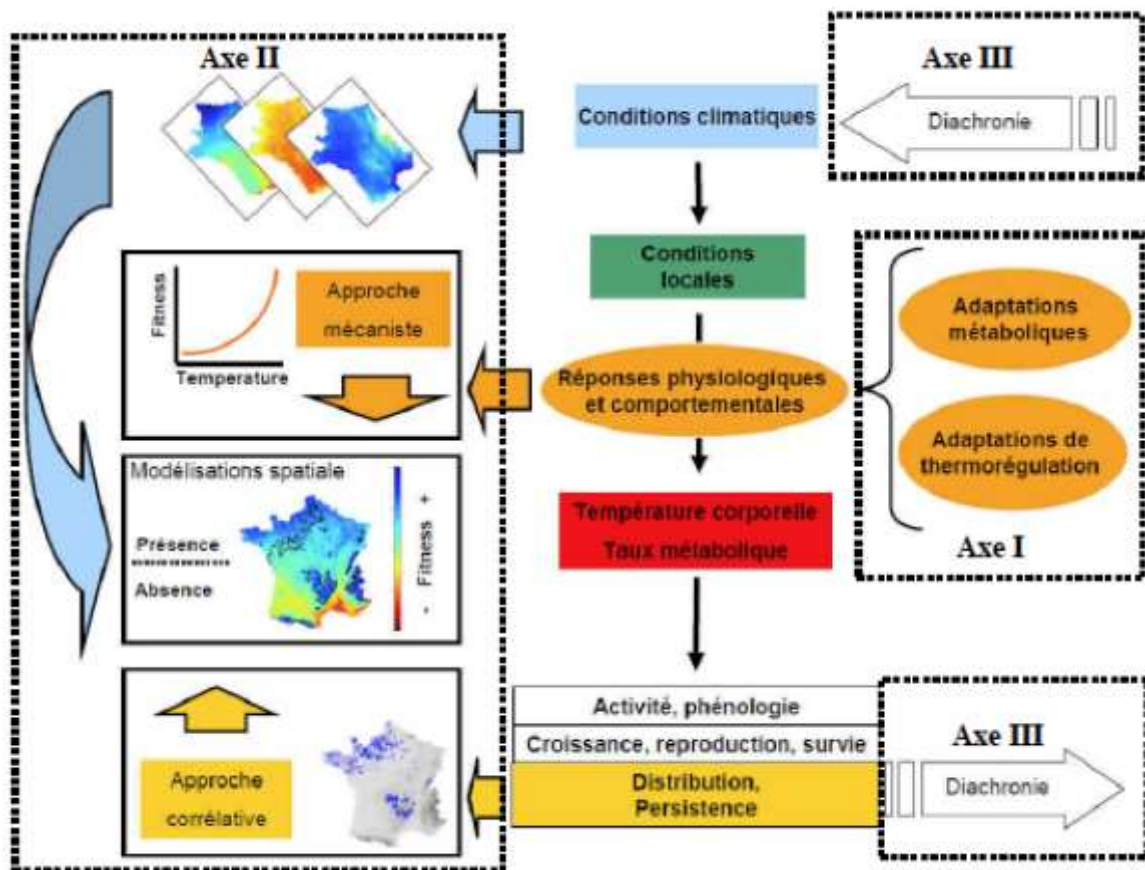 Axe II
Axe III
Conditions climatiques
Diachronie
Conditions
locales
Fitness
Temperature
Approche
mécaniste
Réponses physiologiques
et comportementales
Adaptations
métaboliques
Adaptations de
thermorégulation
Axe I
Modélisations spatiale
Présence
Absence
- Fitness +
Température corporelle
Taux métabolique
Activité, phénologie
Croissance, reproduction, survie
Distribution,
Persistence
Axe III
Diachronie
Approche
corrélative